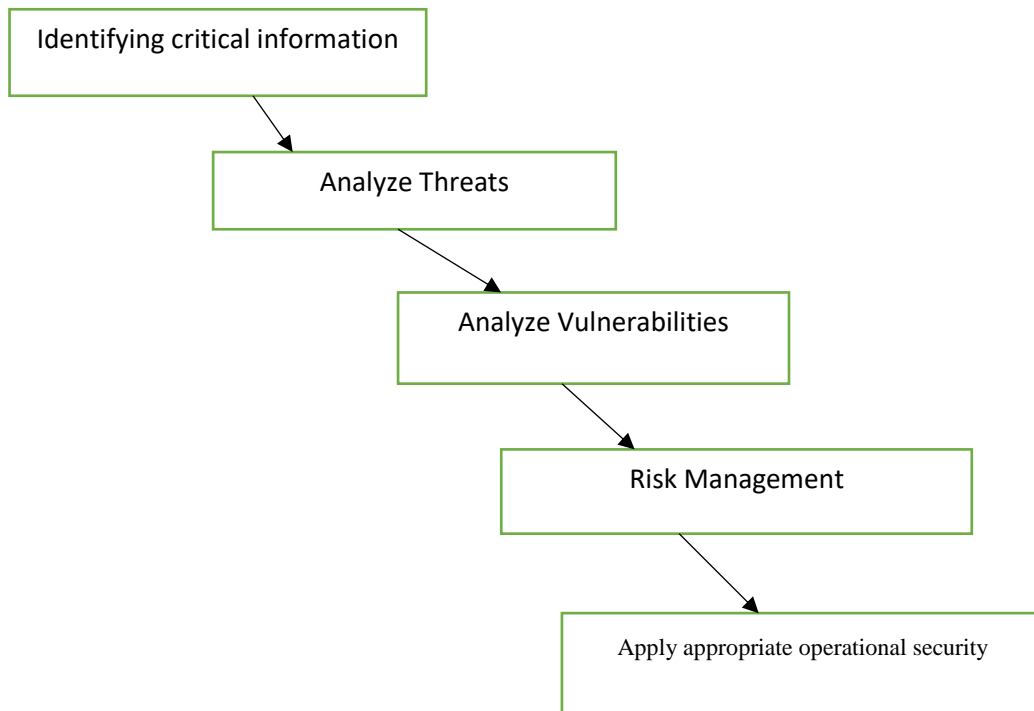 Identifying critical information
Analyze Threats
Analyze Vulnerabilities
Risk Management
Apply appropriate operational security